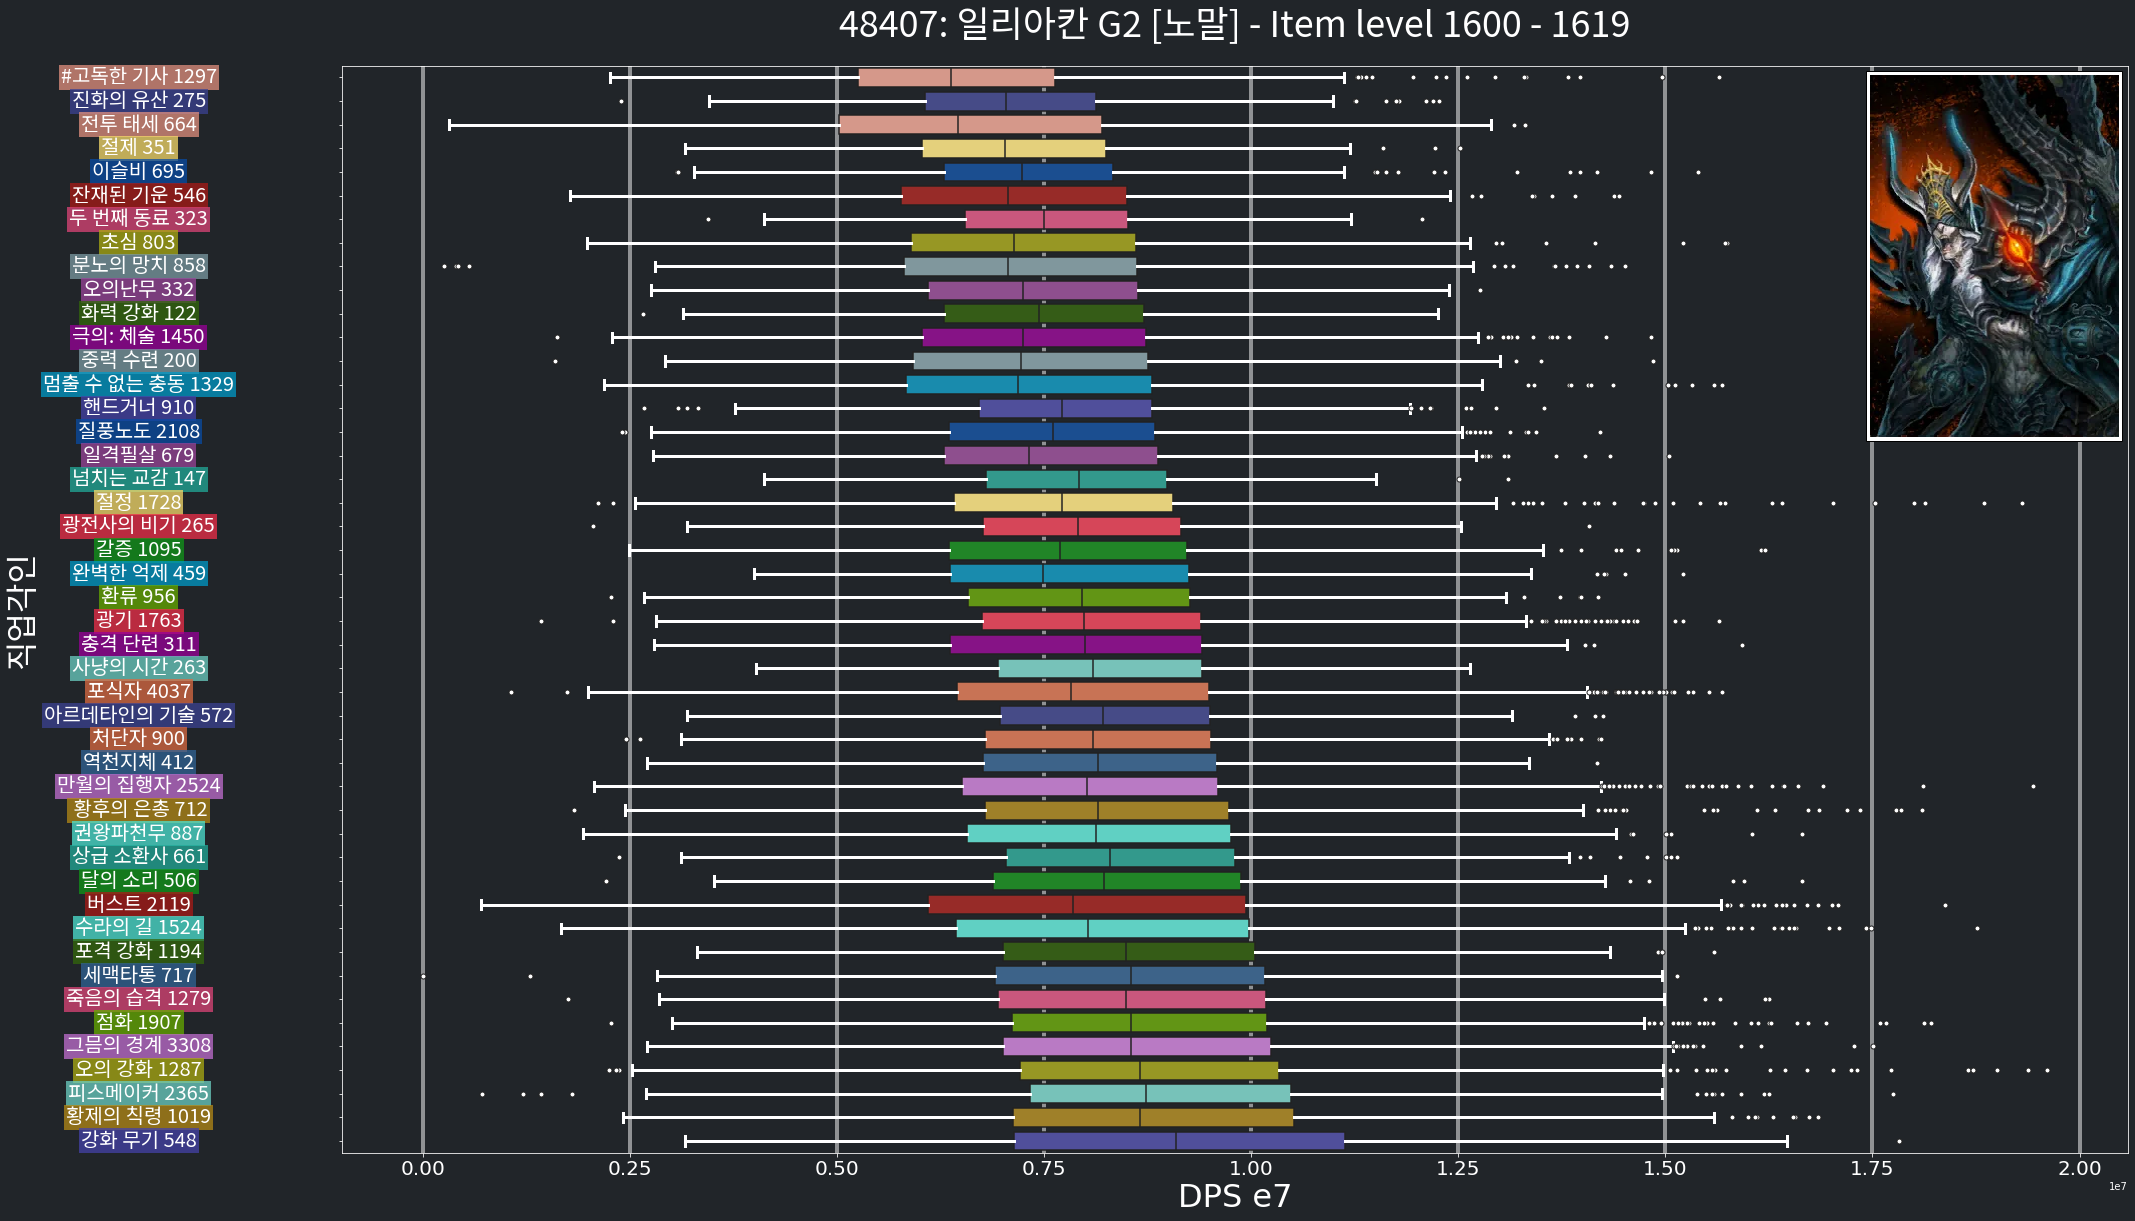 48407: 일리아칸 G2 [노말] - Item level 1600 - 1619
#고독한 기사 1297
진화의 유산 275
전투 태세 664
절제 351
이슬비 695
잔재된 기운 546
두 번째 동료 323
초심 803
분노의 망치 858
오의난무 332
화력 강화 122
극의: 체술 1450
중력 수련 200
멈출 수 없는 충동 1329
핸드거너 910
질풍노도 2108
일격필살 679
넘치는 교감 147
절정 1728
광전사의 비기 265
갈증 1095
완벽한 억제 459
환류 956
광기 1763
충격 단련 311
사냥의 시간 263
포식자 4037
아르데타인의 기술 572
처단자 900
역천지체 412
만월의 집행자 2524
황후의 은총 712
권왕파천무 887
상급 소환사 661
달의 소리 506
버스트 2119
수라의 길 1524
포격 강화 1194
세맥타통 717
죽음의 습격 1279
점화 1907
그믐의 경계 3308
오의 강화 1287
피스메이커 2365
황제의 칙령 1019
강화 무기 548
직업각인
0.00 0.25 0.50 0.75 1.00 1.25 1.50 1.75 2.00
1e7
DPS e7